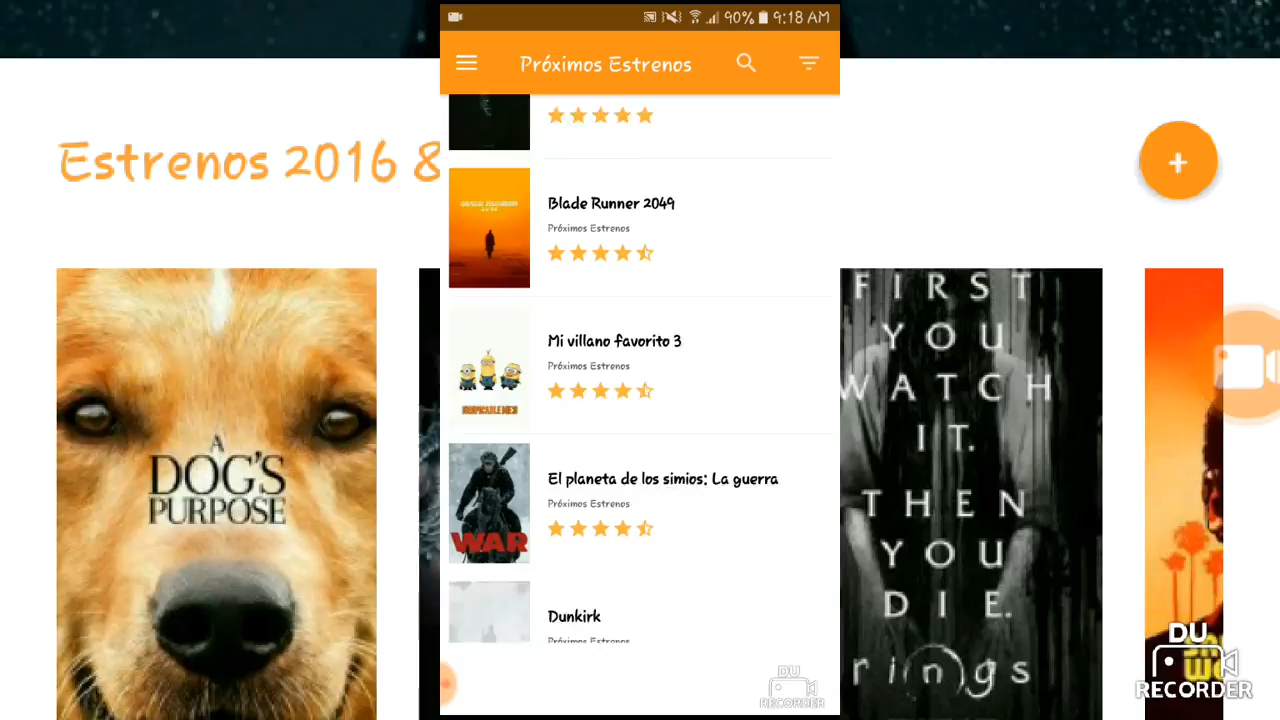 90% 9:18 AM
Próximos Estrenos
Estrenos 2016 &
+
Blade Runner 2049
Próximos Estrenos
Mi villano favorito 3
Próximos Estrenos
El planeta de los simios: La guerra
Próximos Estrenos
WAR
Dunkirk
Próximos Estrenos
A
DOG'S
PURPOSE
FIRST
YOU
WATCH
IT.
THEN
YOU
DIE.
rings
DU
RECORDER
DU
RECORDER